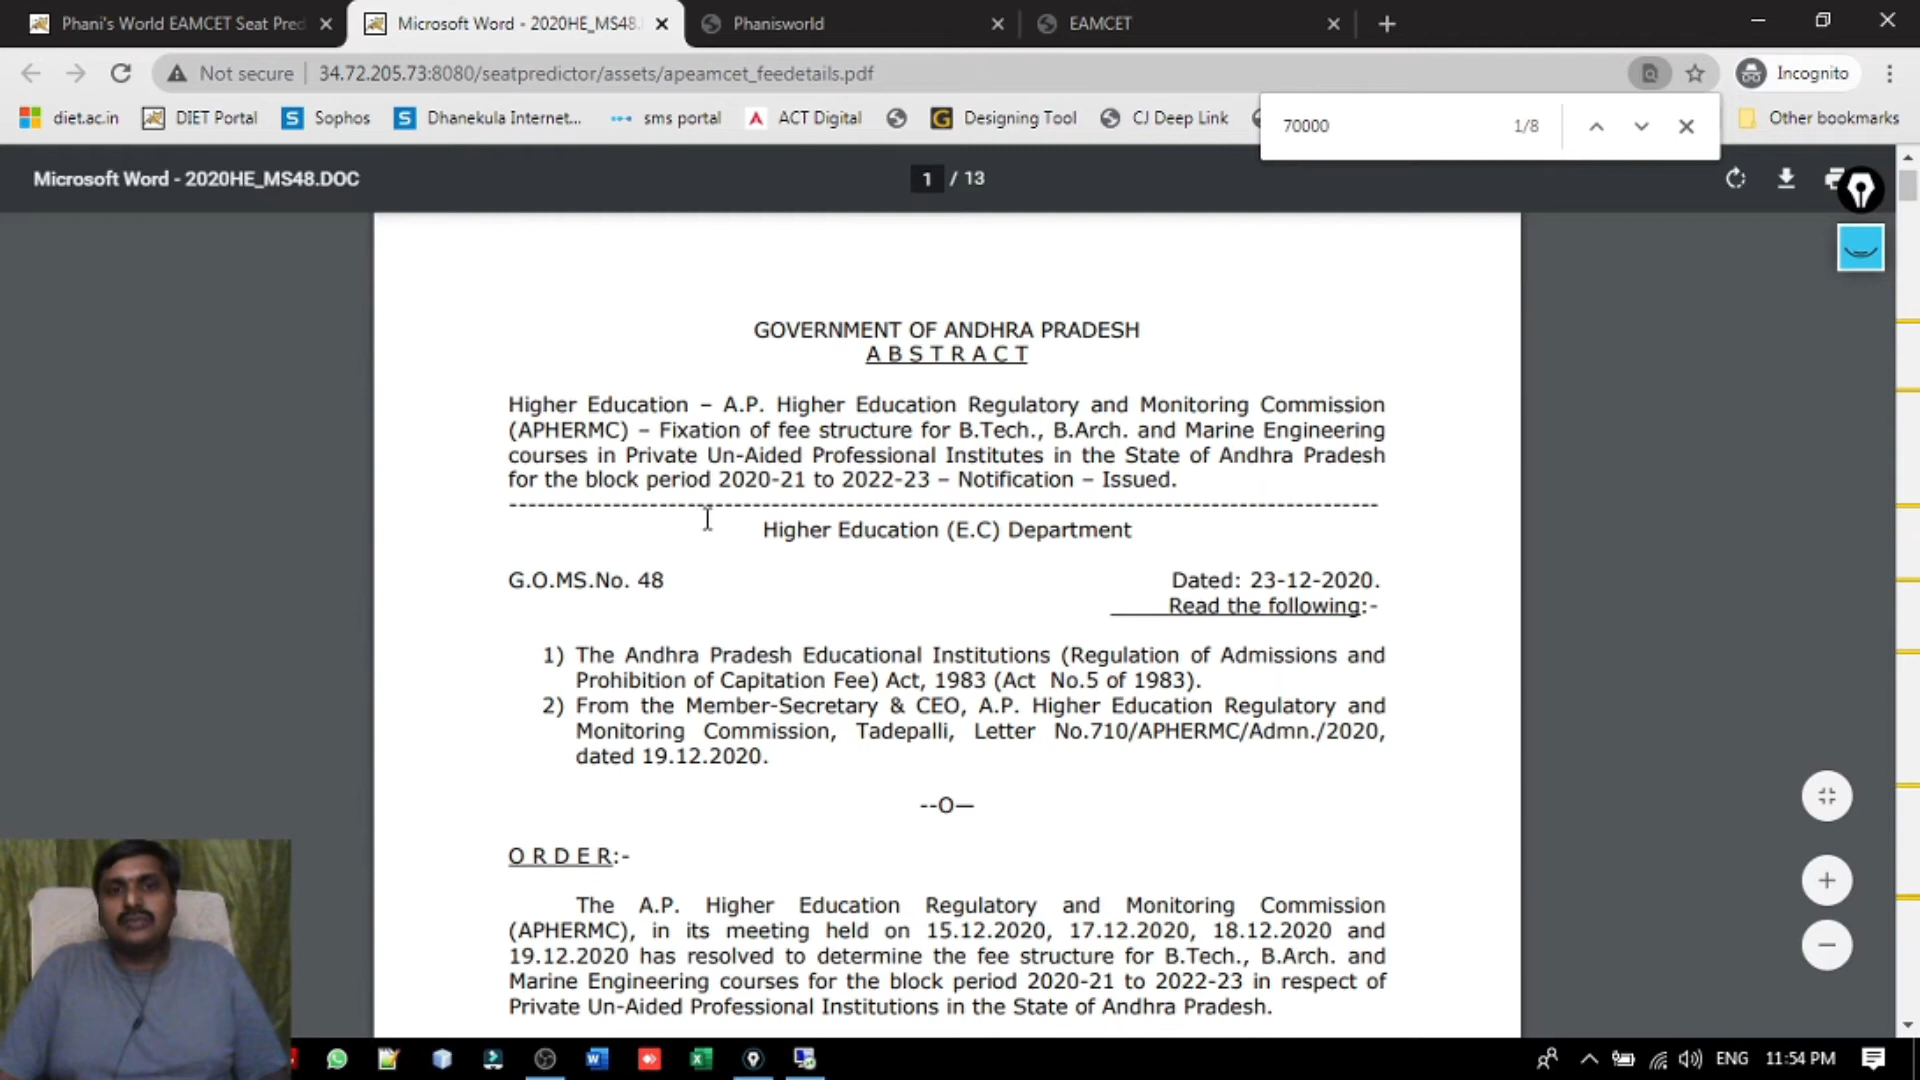 Phani's World EAMCET Seat Pred
Microsoft Word - 2020HE_MS48.
Phanisworld
EAMCET
Not secure
34.72.205.73:8080/seatpredictor/assets/apeamcet_feedetails.pdf
Incognito
diet.ac.in
DIET Portal
Sophos
Dhanekula Internet...
sms portal
ACT Digital
Designing Tool
CJ Deep Link
70000
1/8
Other bookmarks
Microsoft Word - 2020HE_MS48.DOC
1 / 13
GOVERNMENT OF ANDHRA PRADESH
A B S T R A C T
Higher Education – A.P. Higher Education Regulatory and Monitoring Commission
(APHERMC) – Fixation of fee structure for B.Tech., B.Arch. and Marine Engineering
courses in Private Un-Aided Professional Institutes in the State of Andhra Pradesh
for the block period 2020-21 to 2022-23 – Notification – Issued.
Higher Education (E.C) Department
G.O.MS.No. 48
Dated: 23-12-2020.
Read the following:-
1) The Andhra Pradesh Educational Institutions (Regulation of Admissions and
Prohibition of Capitation Fee) Act, 1983 (Act No.5 of 1983).
2) From the Member-Secretary & CEO, A.P. Higher Education Regulatory and
Monitoring Commission, Tadepalli, Letter No.710/APHERMC/Admn./2020,
dated 19.12.2020.
--O—
O R D E R:-
The A.P. Higher Education Regulatory and Monitoring Commission
(APHERMC), in its meeting held on 15.12.2020, 17.12.2020, 18.12.2020 and
19.12.2020 has resolved to determine the fee structure for B.Tech., B.Arch. and
Marine Engineering courses for the block period 2020-21 to 2022-23 in respect of
Private Un-Aided Professional Institutions in the State of Andhra Pradesh.
ENG
11:54 PM